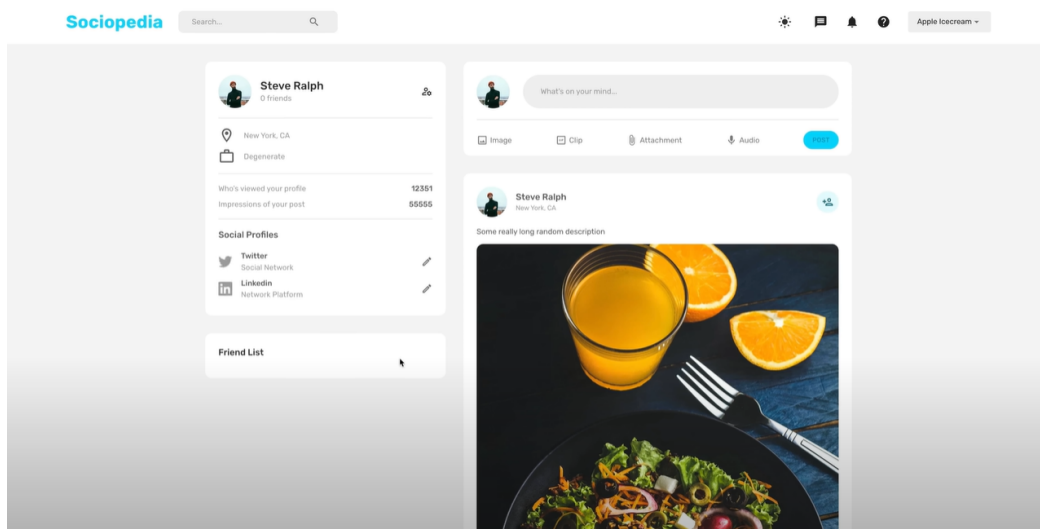 Sociopedia
Search...
Apple Icecream
Steve Ralph
0 friends
New York, CA
Degenerate
Who's viewed your profile 12351
Impressions of your post 55555
Social Profiles
Twitter
Social Network
Linkedin
Network Platform
Friend List
What's on your mind...
Image Clip Attachment Audio POST
Steve Ralph
New York, CA
Some really long random description